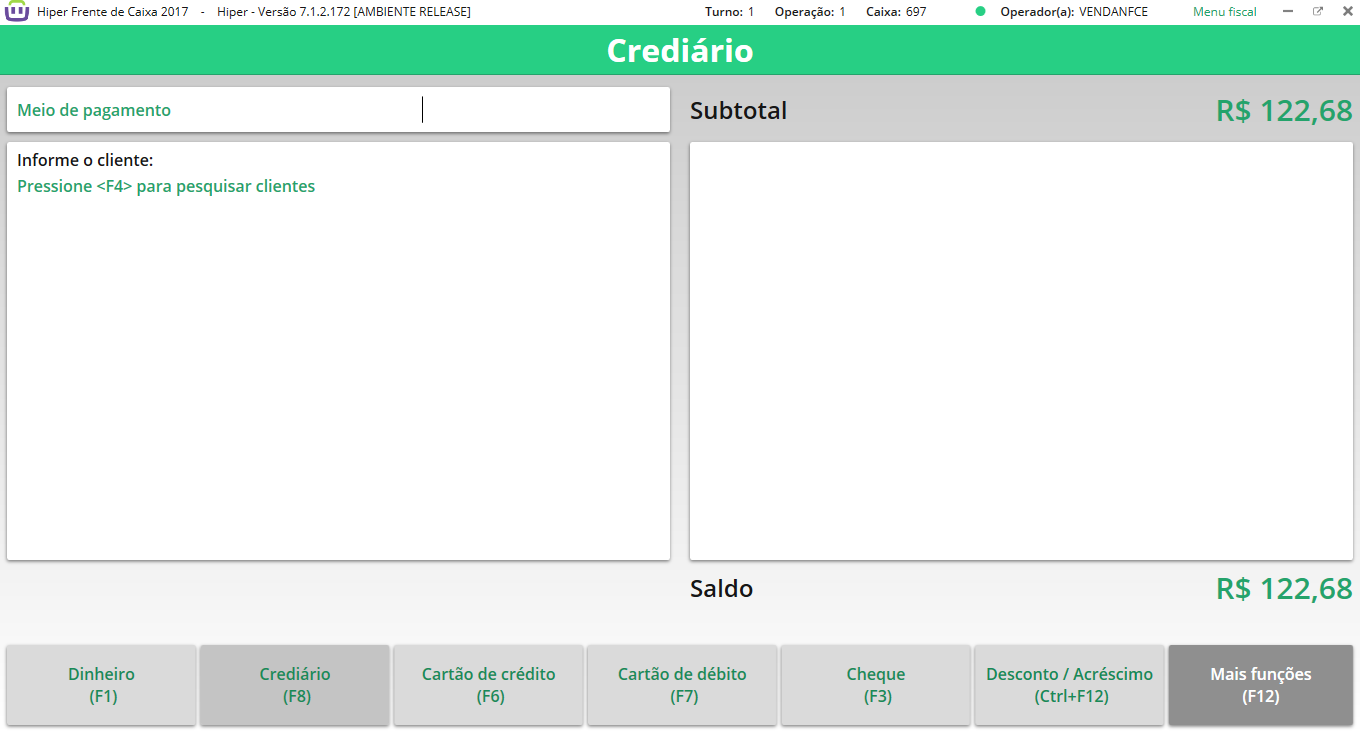 Hiper Frente de Caixa 2017 - Hiper - Versão 7.1.2.172 [AMBIENTE RELEASE] Turno: 1 Operação: 1 Caixa: 697 Operador(a): VENDANFCE Menu fiscal
Crediário
Meio de pagamento
Subtotal R$ 122,68
Informe o cliente:
Pressione <F4> para pesquisar clientes
Saldo R$ 122,68
Dinheiro
(F1)
Crediário
(F8)
Cartão de crédito
(F6)
Cartão de débito
(F7)
Cheque
(F3)
Desconto / Acréscimo
(Ctrl+F12)
Mais funções
(F12)